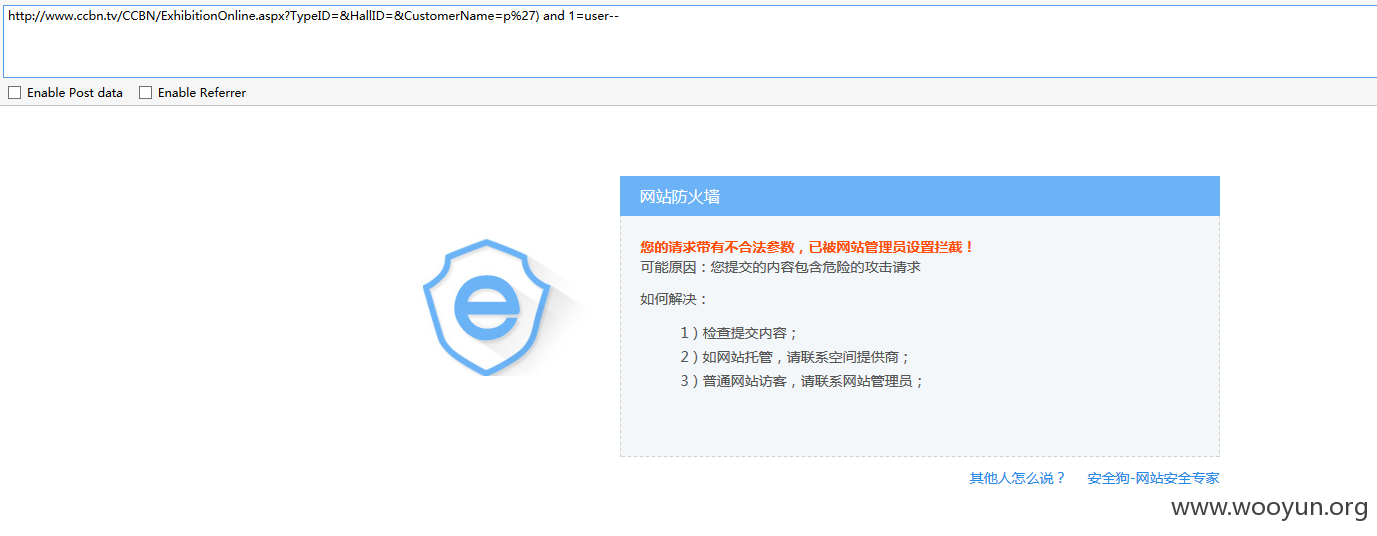 http://www.ccbn.tv/CCBN/ExhibitionOnline.aspx?TypeID=&HallID=&CustomerName=p%27) and 1=user--
Enable Post data Enable Referrer
网站防火墙
您的请求带有不合法参数，已被网站管理员设置拦截！
可能原因：您提交的内容包含危险的攻击请求
如何解决：
1）检查提交内容；
2）如网站托管，请联系空间提供商；
3）普通网站访客，请联系网站管理员；
其他人怎么说？ 安全狗-网站安全专家
www.wooyun.org